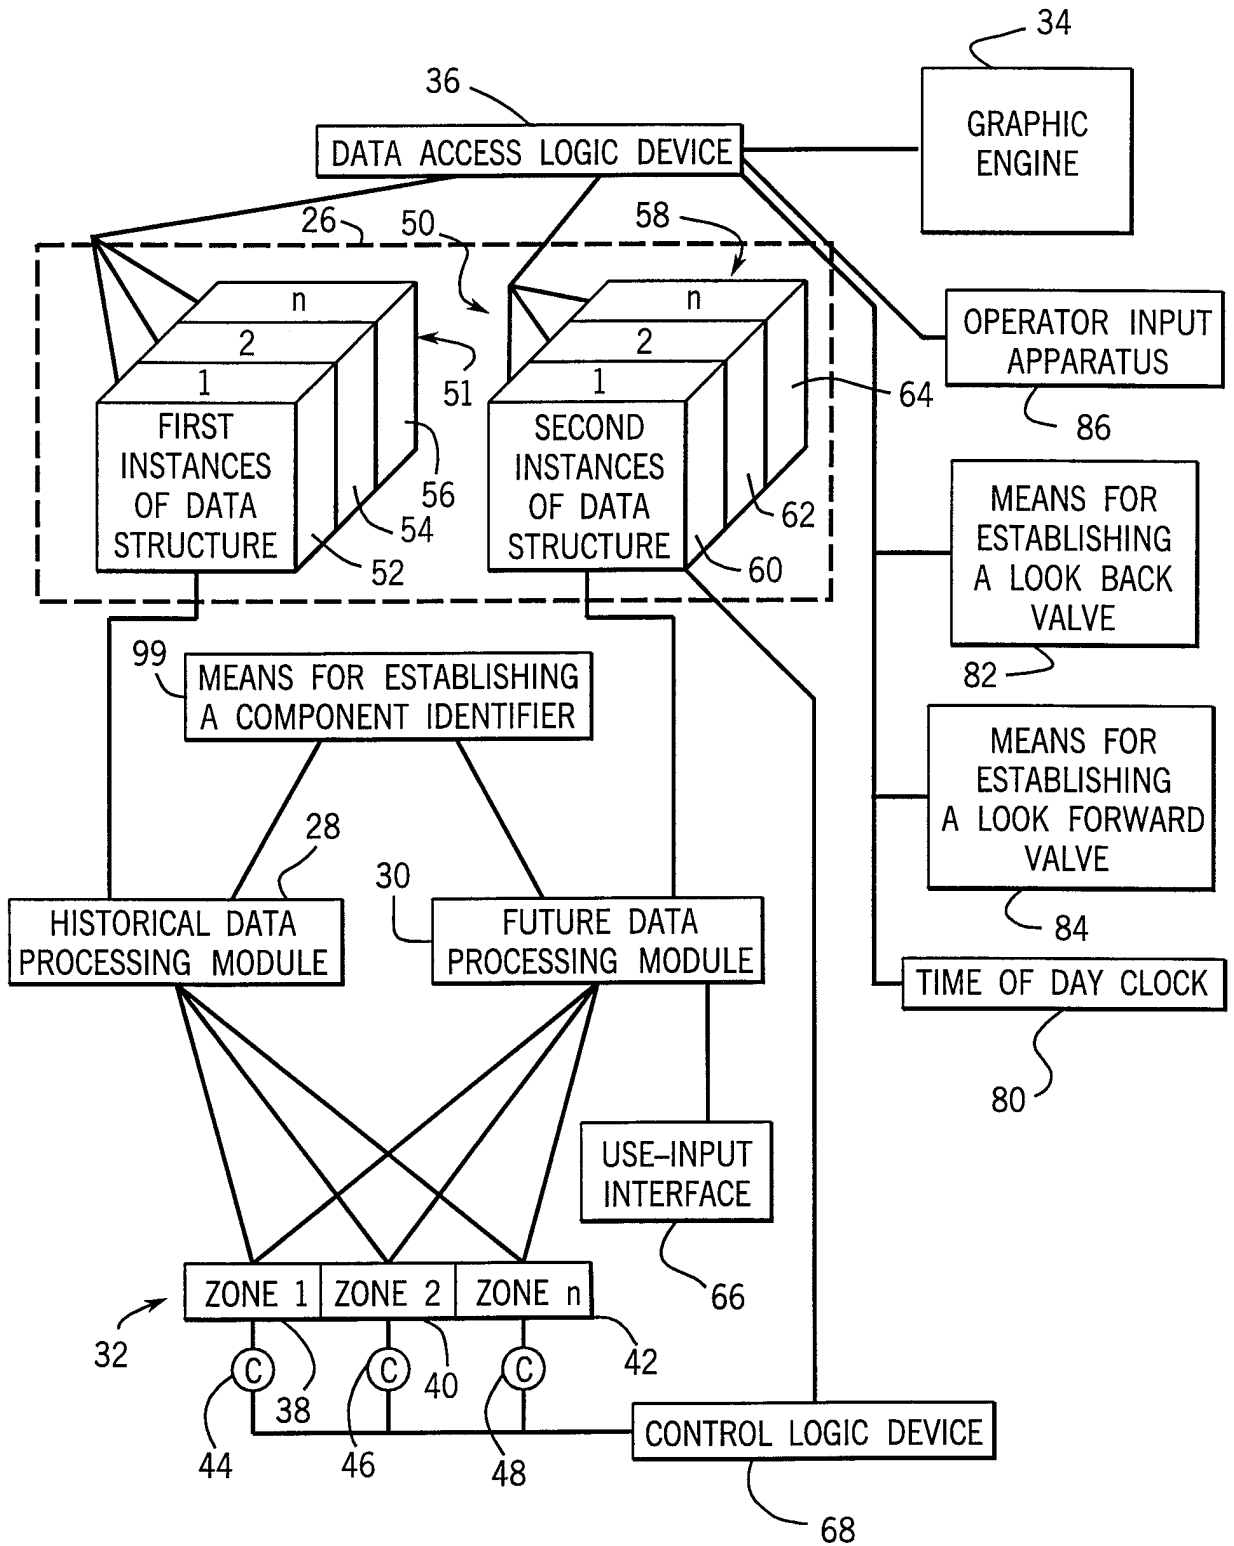 34
36
GRAPHIC
ENGINE
DATA ACCESS LOGIC DEVICE
26
50
58
n
2
1
n
2
1
51
64
OPERATOR INPUT
APPARATUS
86
FIRST
INSTANCES
OF DATA
STRUCTURE
56
54
52
SECOND
INSTANCES
OF DATA
STRUCTURE
62
60
MEANS FOR
ESTABLISHING
A LOOK BACK
VALVE
82
99
MEANS FOR ESTABLISHING
A COMPONENT IDENTIFIER
MEANS FOR
ESTABLISHING
A LOOK FORWARD
VALVE
84
28
30
HISTORICAL DATA
PROCESSING MODULE
FUTURE DATA
PROCESSING MODULE
TIME OF DAY CLOCK
80
USE-INPUT
INTERFACE
66
ZONE 1
ZONE 2
ZONE n
32
C
C
C
38
40
42
44
46
48
CONTROL LOGIC DEVICE
68